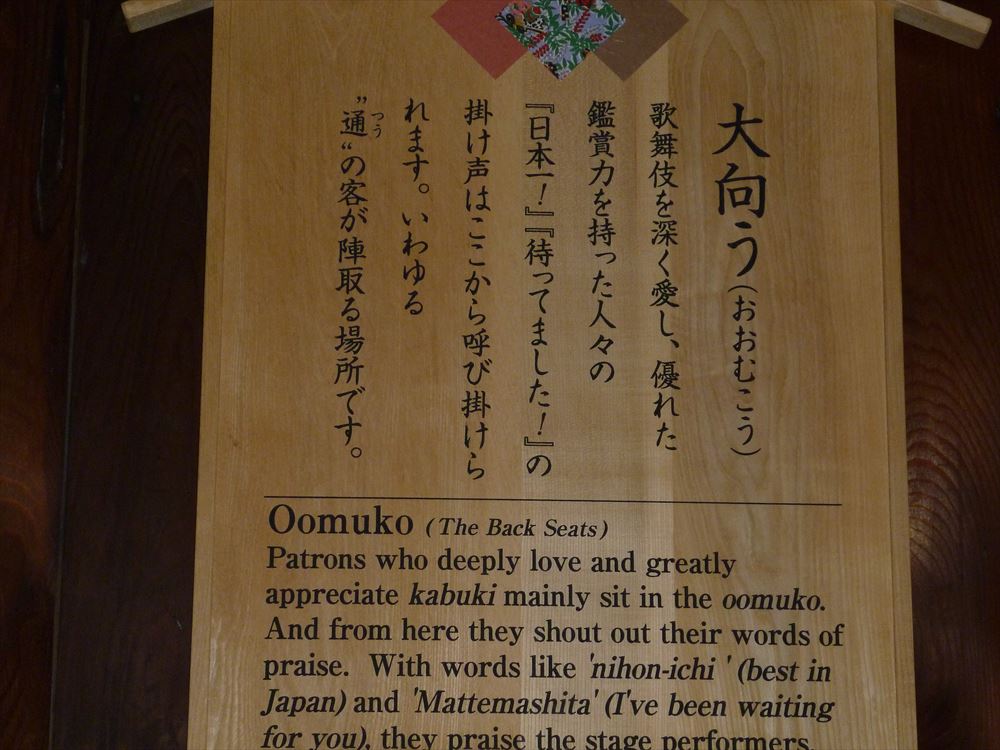 大向う(おおむこう)
歌舞伎を深く愛し、優れた
鑑賞力を持った人々の
『日本一！』『待ってました！』の
掛け声はここから呼び掛けら
れます。いわゆる
”通“の客が陣取る場所です。
つう
Oomuko (The Back Seats)
Patrons who deeply love and greatly
appreciate kabuki mainly sit in the oomuko.
And from here they shout out their words of
praise. With words like 'nihon-ichi ' (best in
Japan) and 'Mattemashita' (I've been waiting
for you), they praise the stage performers.